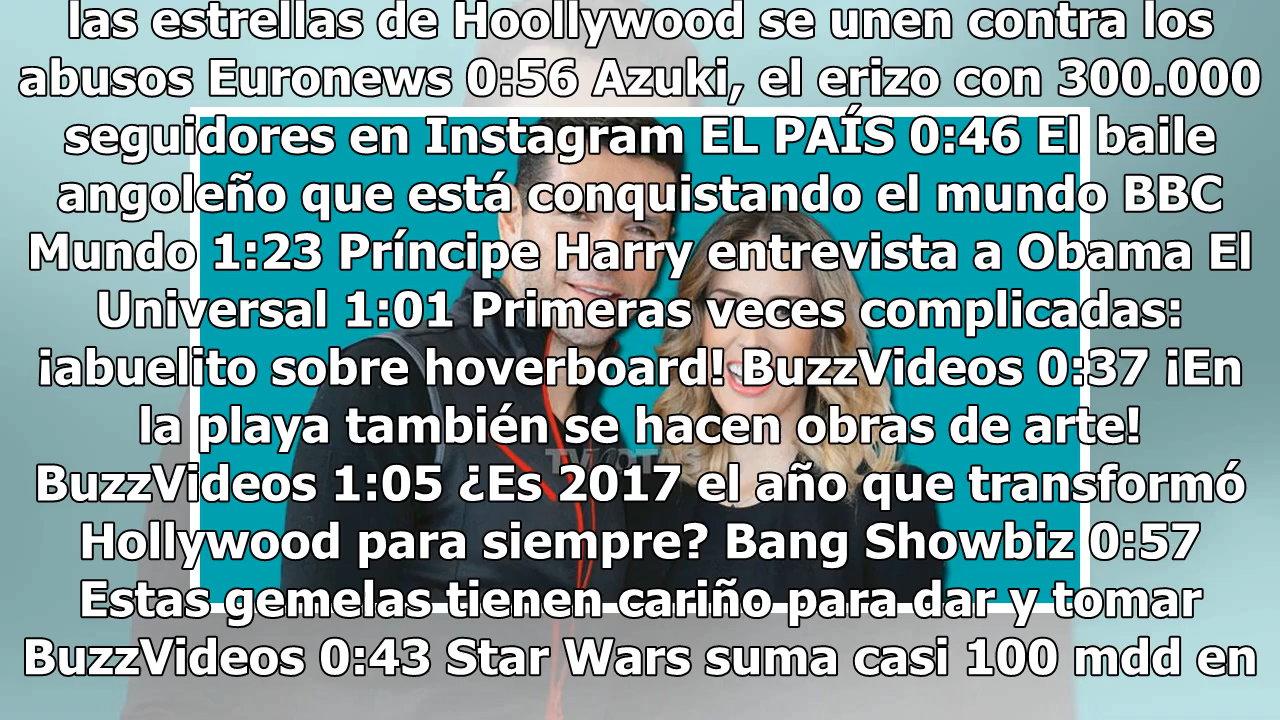 las estrellas de Hoollywood se unen contra los
abusos Euronews 0:56 Azuki, el erizo con 300.000
seguidores en Instagram EL PAÍS 0:46 El baile
angoleño que está conquistando el mundo BBC
Mundo 1:23 Príncipe Harry entrevista a Obama El
Universal 1:01 Primeras veces complicadas:
¡abuelito sobre hoverboard! BuzzVideos 0:37 ¡En
la playa también se hacen obras de arte!
TVNOTAS
BuzzVideos 1:05 ¿Es 2017 el año que transformó
Hollywood para siempre? Bang Showbiz 0:57
Estas gemelas tienen cariño para dar y tomar
BuzzVideos 0:43 Star Wars suma casi 100 mdd en